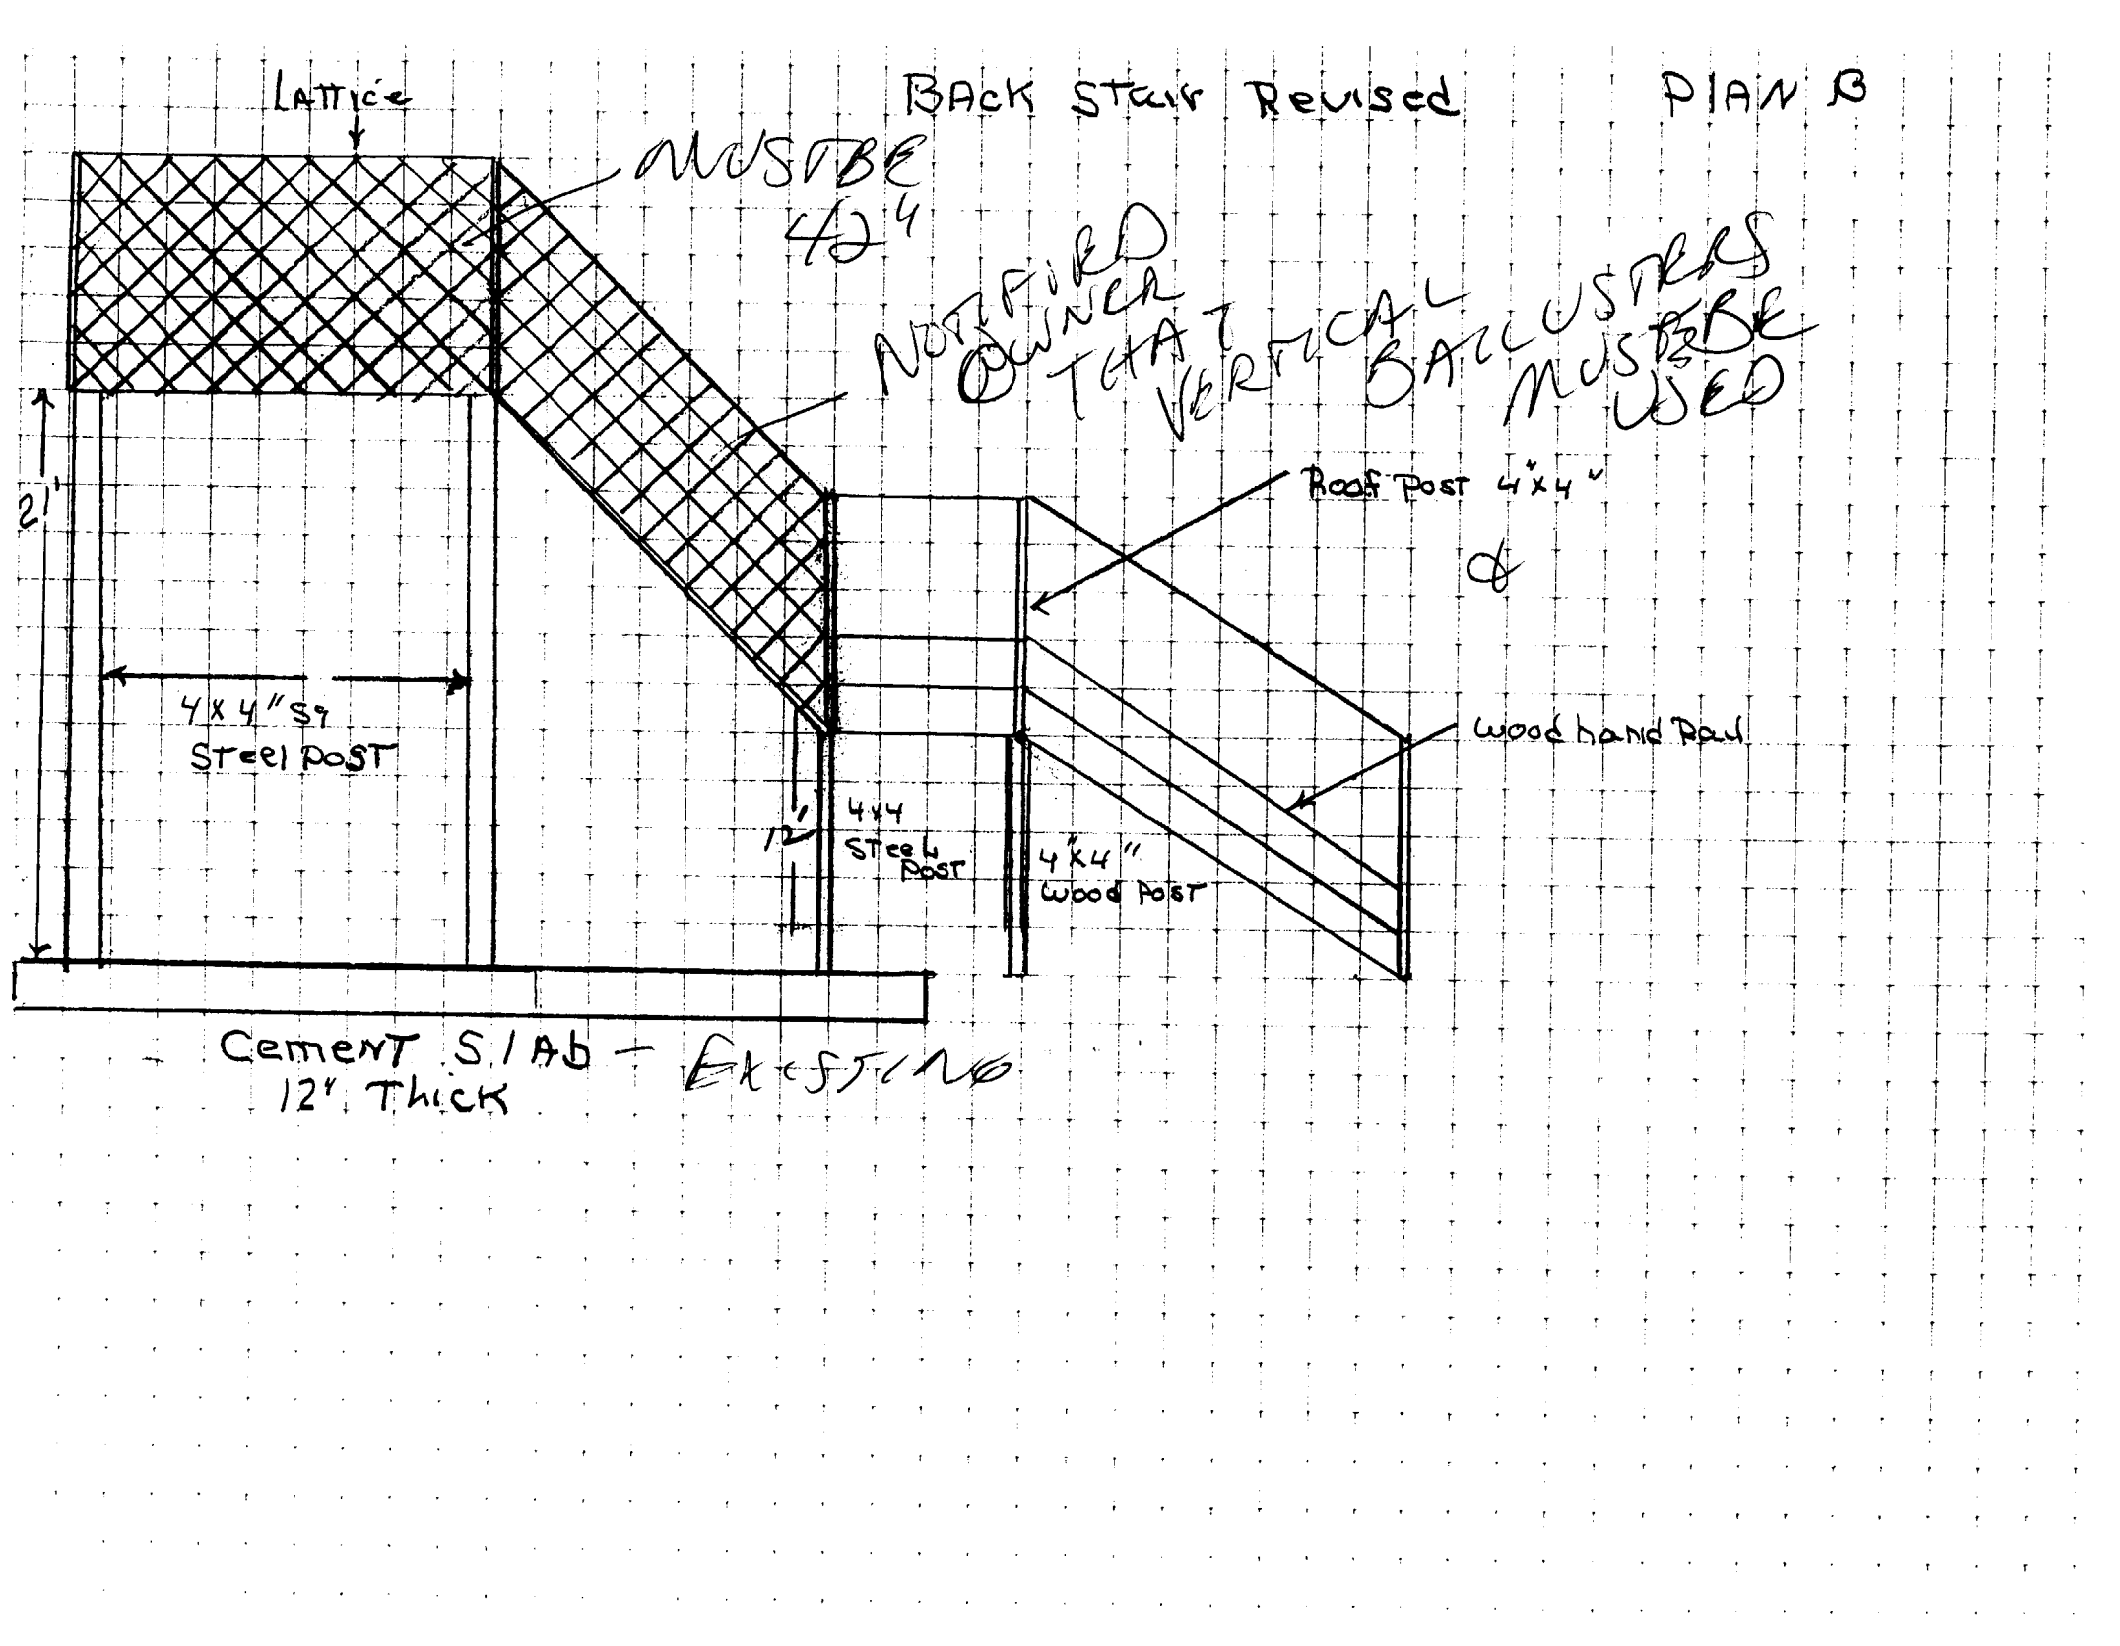 Lattice
Back Stair Revised Plan B
MUST BE
42"
NOTIFIED
OWNER
THAT
VERTICAL
BALLUSTERS
MUST BE
USED
Roof Post 4"x4"
21'
4x4" Sq
Steel Post
Wood hand Rail
12'
4x4
Steel
Post
4"x4"
Wood Post
Cement Slab - EXISTING
12" Thick